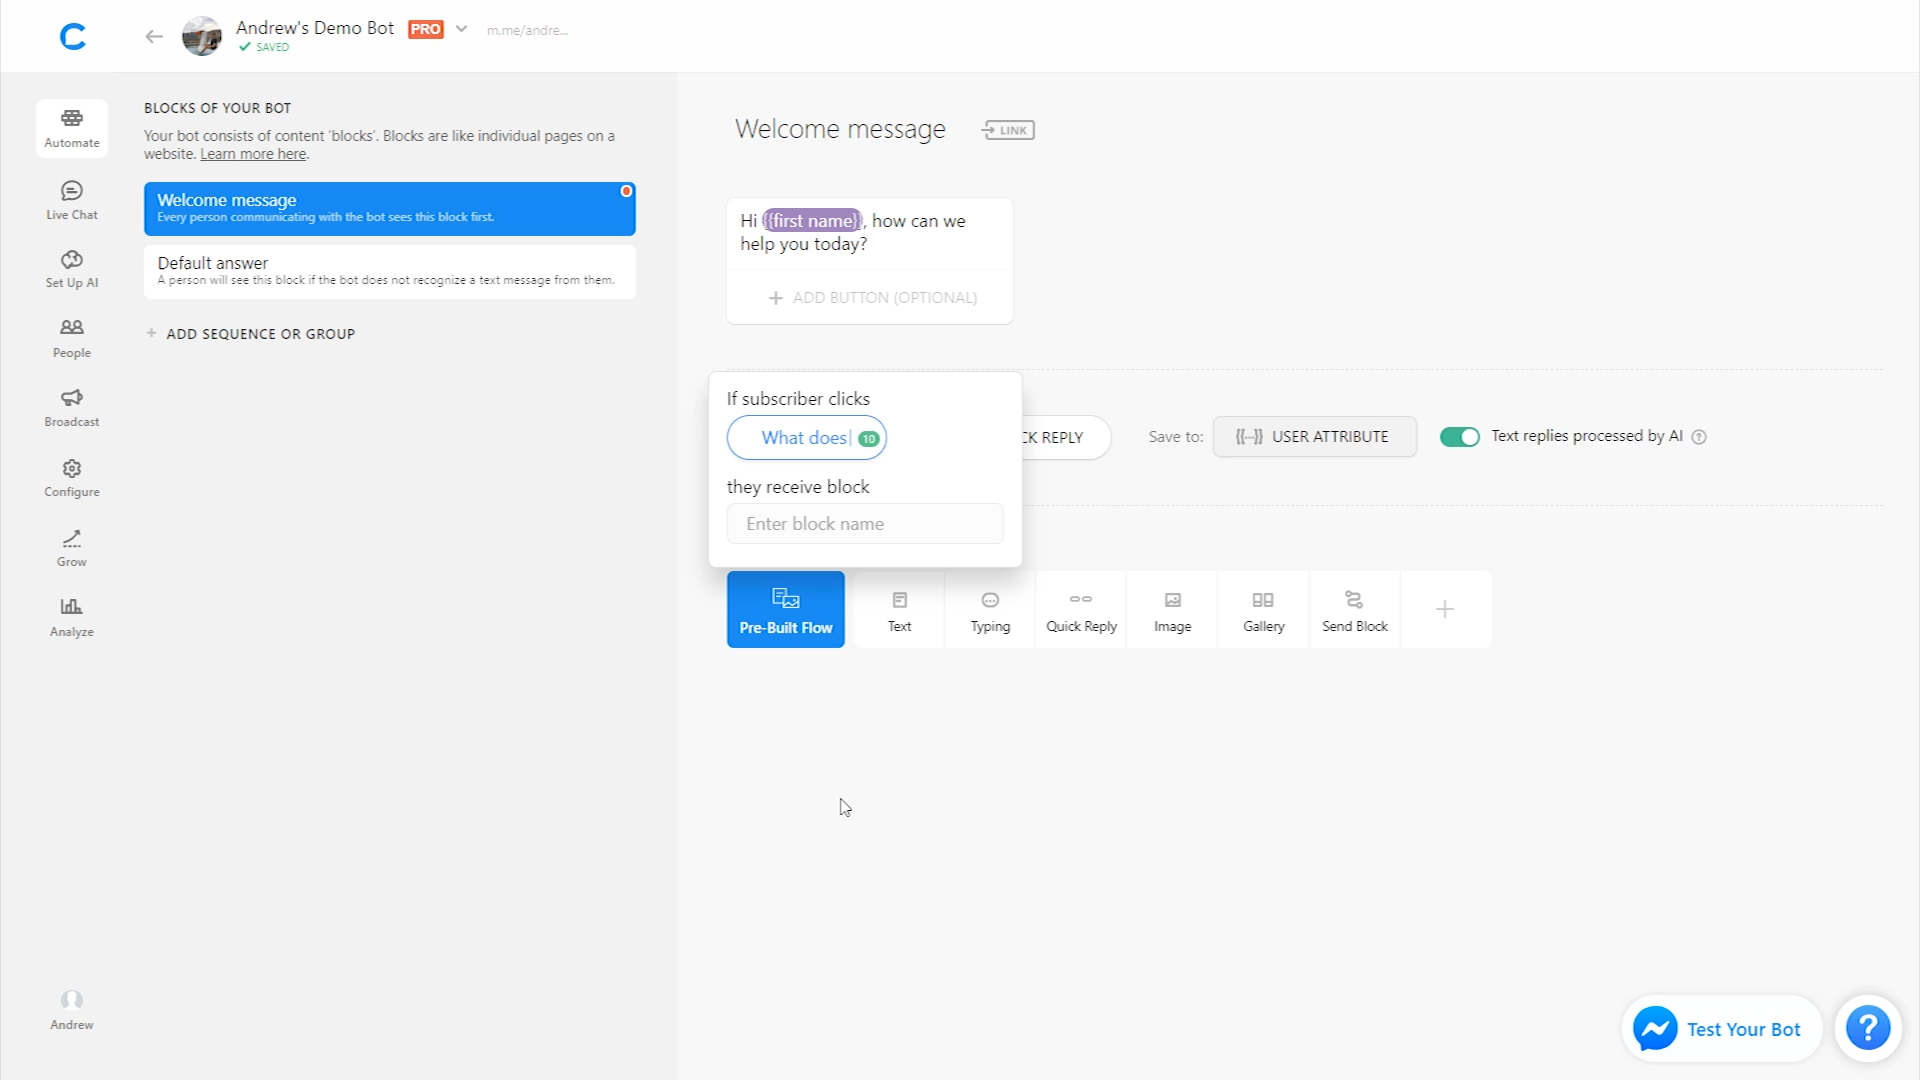 Andrew's Demo Bot PRO m.me/andre...
SAVED
Automate
Live Chat
Set Up AI
People
Broadcast
Configure
Grow
Analyze
Andrew
BLOCKS OF YOUR BOT
Your bot consists of content 'blocks'. Blocks are like individual pages on a
website. Learn more here.
Welcome message
Every person communicating with the bot sees this block first.
Default answer
A person will see this block if the bot does not recognize a text message from them.
+ ADD SEQUENCE OR GROUP
Welcome message LINK
Hi {{first name}}, how can we
help you today?
+ ADD BUTTON (OPTIONAL)
If subscriber clicks
What does 10
they receive block
Enter block name
CK REPLY
Save to: {{...}} USER ATTRIBUTE
Text replies processed by AI ?
Pre-Built Flow
Text
Typing
Quick Reply
Image
Gallery
Send Block
+
Test Your Bot
?